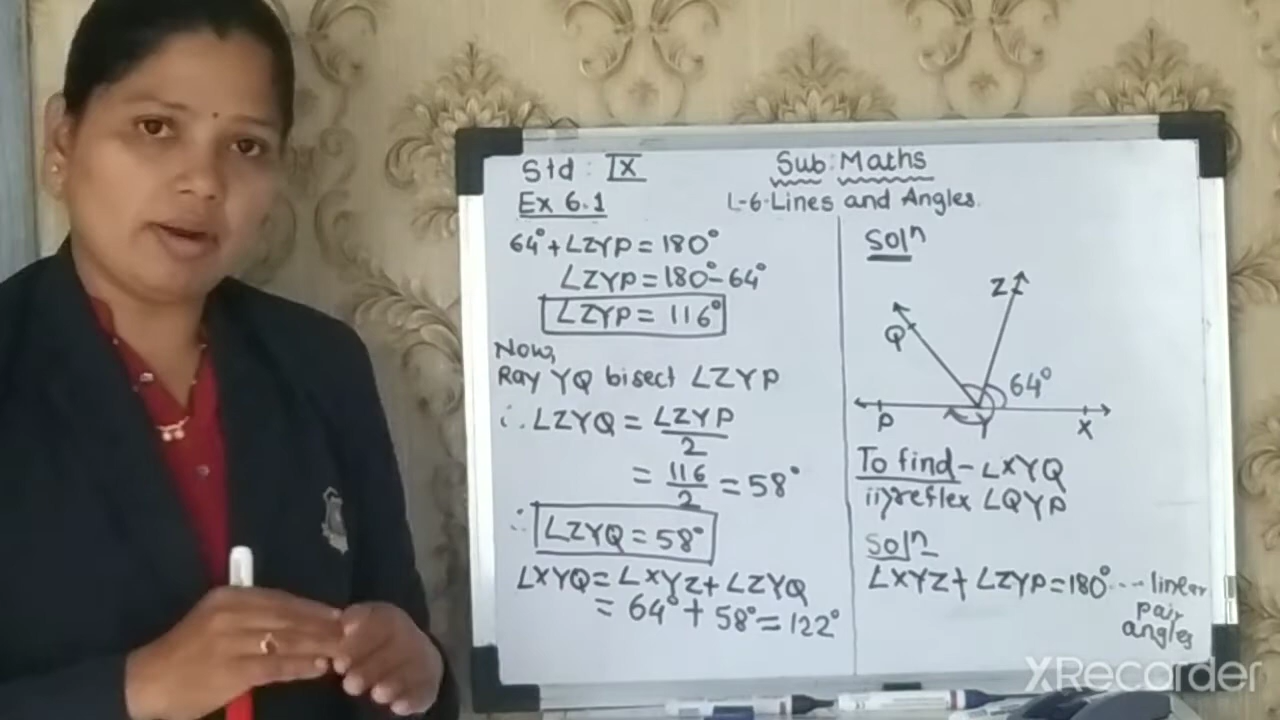 Std : IX
Sub: Maths
Ex 6.1
L-6-Lines and Angles.
64°+∠ZYP=180°
∠ZYP=180°-64°
∠ZYP= 116°
Now,
Ray YQ bisect ∠ZYP
∴ ∠ZYQ = ∠ZYP/2
= 116/2 = 58°
∴ ∠ZYQ = 58°
∠XYQ=∠XYZ+∠ZYQ
= 64°+ 58°=122°
Solⁿ
Z
Q
64°
P
Y
X
To find-∠XYQ
ii)reflex ∠QYP
Solⁿ
∠XYZ+∠ZYP=180°---linear
pair
angles
XRecorder